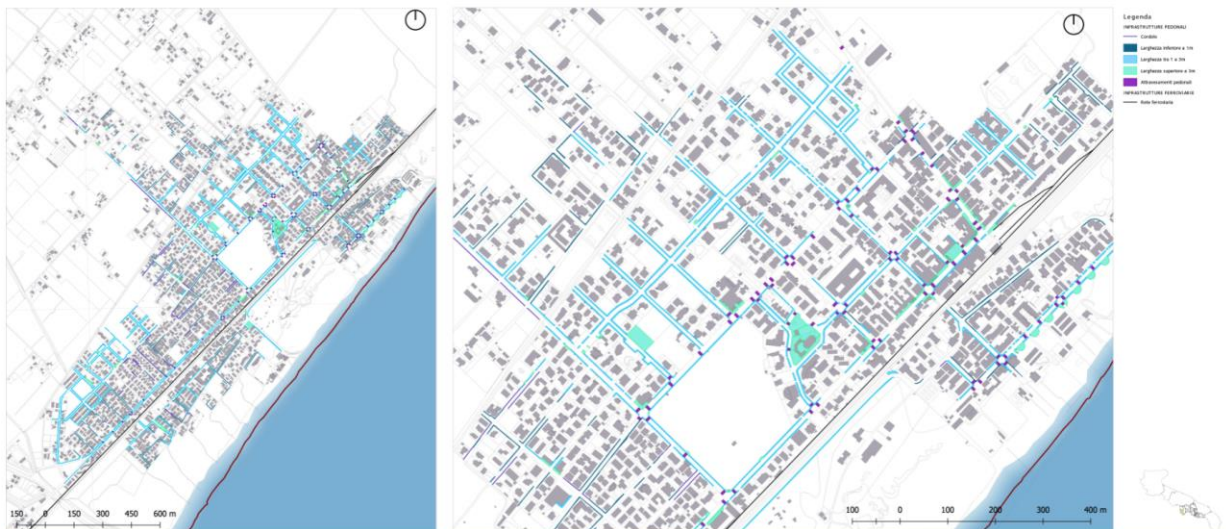 Legenda
INFRASTRUTTURE PEDONALI
Cordolo
Larghezza inferiore a 1m
Larghezza tra 1 e 3m
Larghezza superiore a 3m
Attraversamenti pedonali
INFRASTRUTTURE FERROVIARIE
Rete ferroviaria
150 0 150 300 450 600 m
100 0 100 200 300 400 m